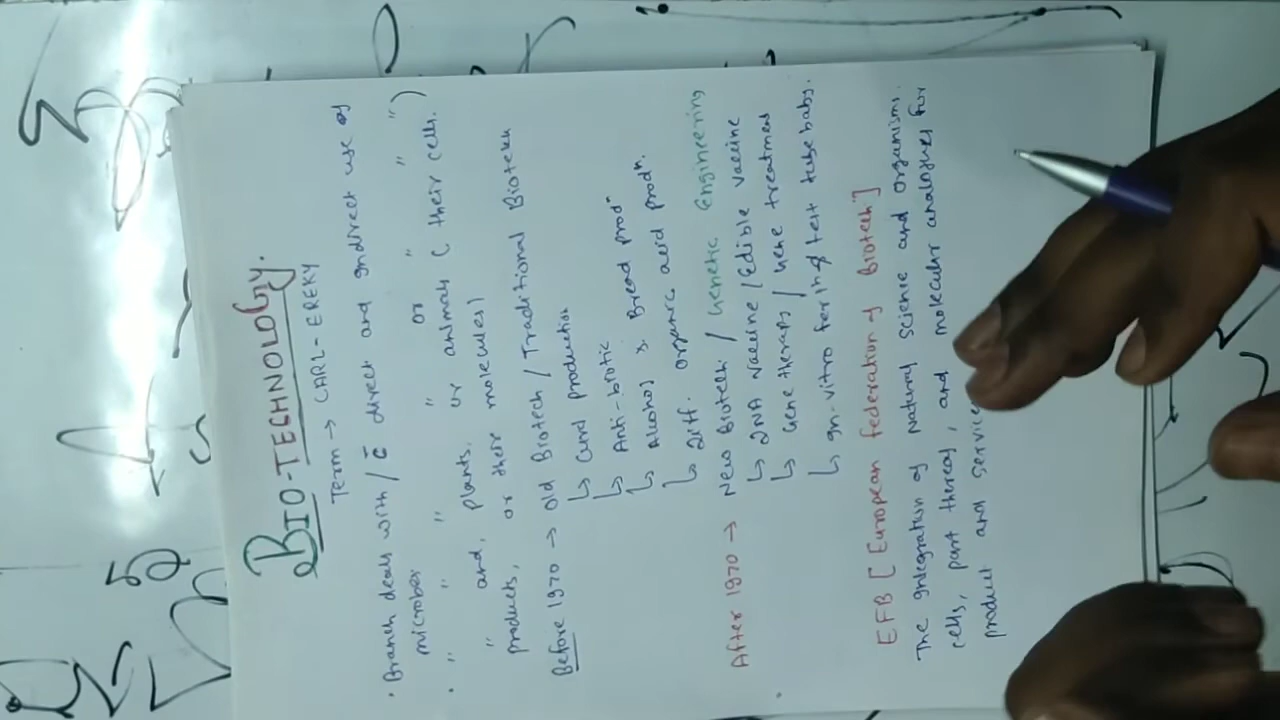 BIO-TECHNOLOGY.
Term → CARL-EREKY
• Branch deals with / c̄ direct and indirect use of
microbes or " " )
• " " " " "
" and, plants, or animals ( their cells.
products, or their molecules)
Before 1970 → Old Biotech / Traditional Biotech
↳ Curd production
↳ Anti-biotic
↳ Alcohol & Bread prodⁿ
↳ Diff. organic acid prodⁿ.
After 1970 → New Biotech / Genetic Engineering
↳ DNA vaccine / Edible vaccine
↳ Gene therapy / Gene treatment
↳ In-vitro ferthⁿ / test tube baby.
•
EFB [ European federation of Biotech ]
The integration of Natural science and organisms.
cells, part thereof, and molecular analogues for
product and service